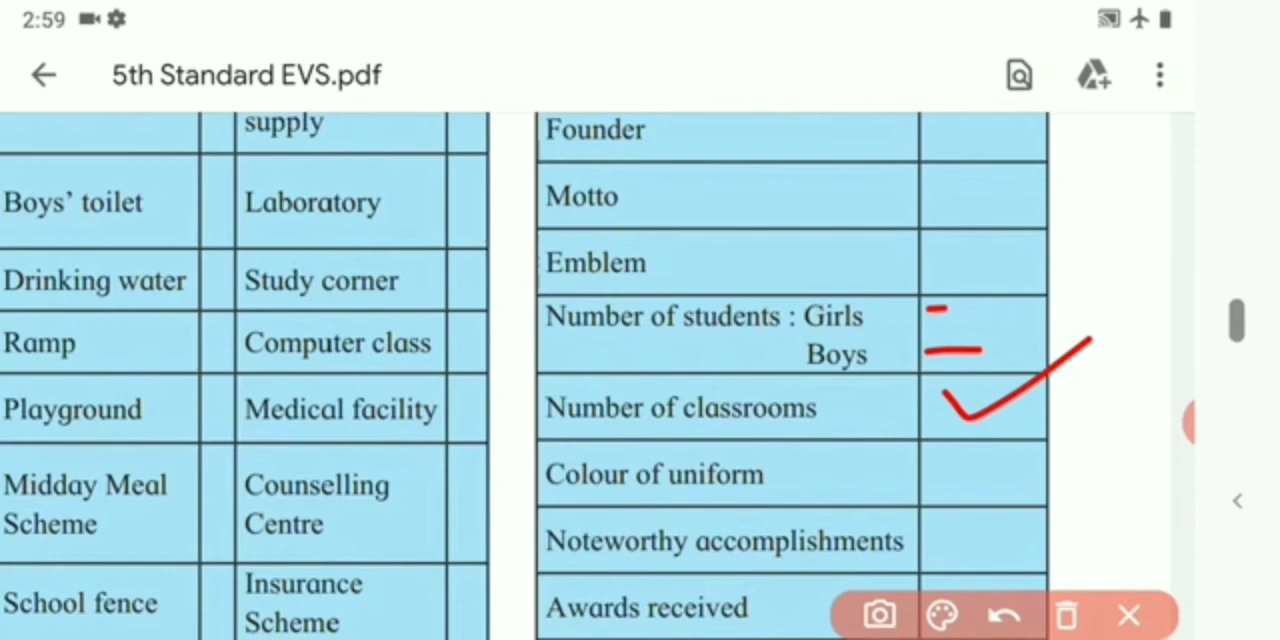 2:59
5th Standard EVS.pdf
supply
Boys’ toilet
Laboratory
Drinking water
Study corner
Ramp
Computer class
Playground
Medical facility
Midday Meal
Scheme
Counselling
Centre
School fence
Insurance
Scheme
Founder
Motto
Emblem
Number of students : Girls
Boys
Number of classrooms
Colour of uniform
Noteworthy accomplishments
Awards received